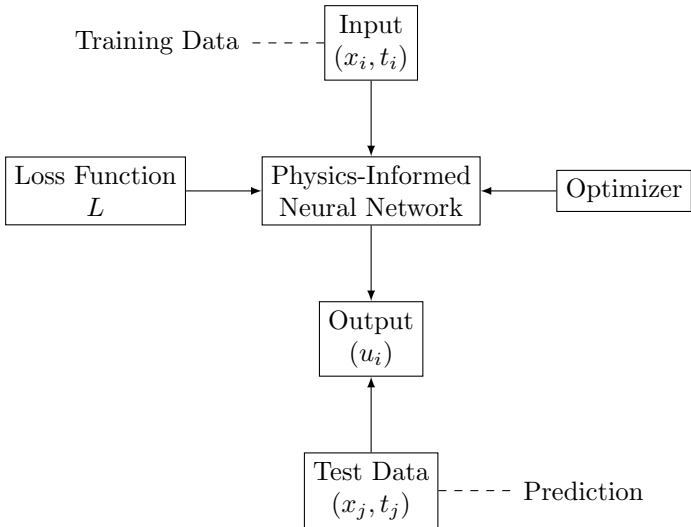 Input
Training Data
(x_i, t_i)
Loss Function
L
Physics-Informed
Neural Network
Optimizer
Output
(u_i)
Test Data
(x_j, t_j)
Prediction